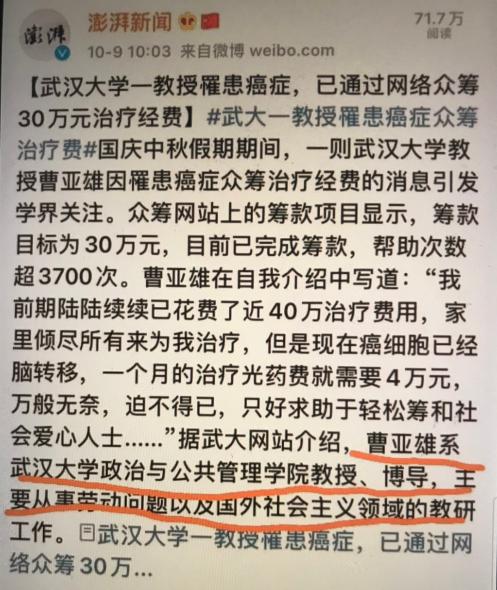 澎湃
澎湃新闻
71.7万
阅读
10-9 10:03 来自微博 weibo.com
【武汉大学一教授罹患癌症，已通过网络众筹
30万元治疗经费】#武大一教授罹患癌症众筹
治疗费#国庆中秋假期期间，一则武汉大学教
授曹亚雄因罹患癌症众筹治疗经费的消息引发
学界关注。众筹网站上的筹款项目显示，筹款
目标为30万元，目前已完成筹款，帮助次数
超3700次。曹亚雄在自我介绍中写道：“我
前期陆陆续续已花费了近40万治疗费用，家
里倾尽所有来为我治疗，但是现在癌细胞已经
脑转移，一个月的治疗光药费就需要4万元，
万般无奈，迫不得已，只好求助于轻松筹和社
会爱心人士……”据武大网站介绍，曹亚雄系
武汉大学政治与公共管理学院教授、博导，主
要从事劳动问题以及国外社会主义领域的教研
工作。武汉大学一教授罹患癌症，已通过网
络众筹30万...